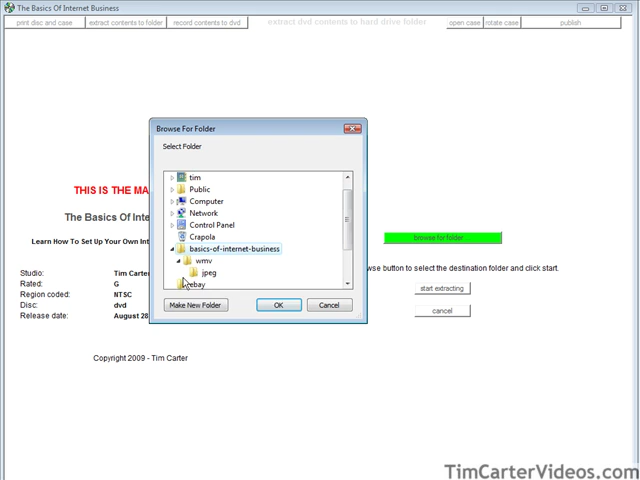 The Basics Of Internet Business
print disc and case
extract contents to folder
record contents to dvd
extract dvd contents to hard drive folder
open case
rotate case
publish
Browse For Folder
Select Folder
tim
Public
Computer
Network
Control Panel
Crapola
basics-of-internet-business
wmv
jpeg
ebay
Make New Folder
OK
Cancel
THIS IS THE MA
The Basics Of Inte
Learn How To Set Up Your Own Int
Studio: Tim Carter
Rated: G
Region coded: NTSC
Disc: dvd
Release date: August 28
Copyright 2009 - Tim Carter
browse for folder
wse button to select the destination folder and click start.
start extracting
cancel
TimCarterVideos.com